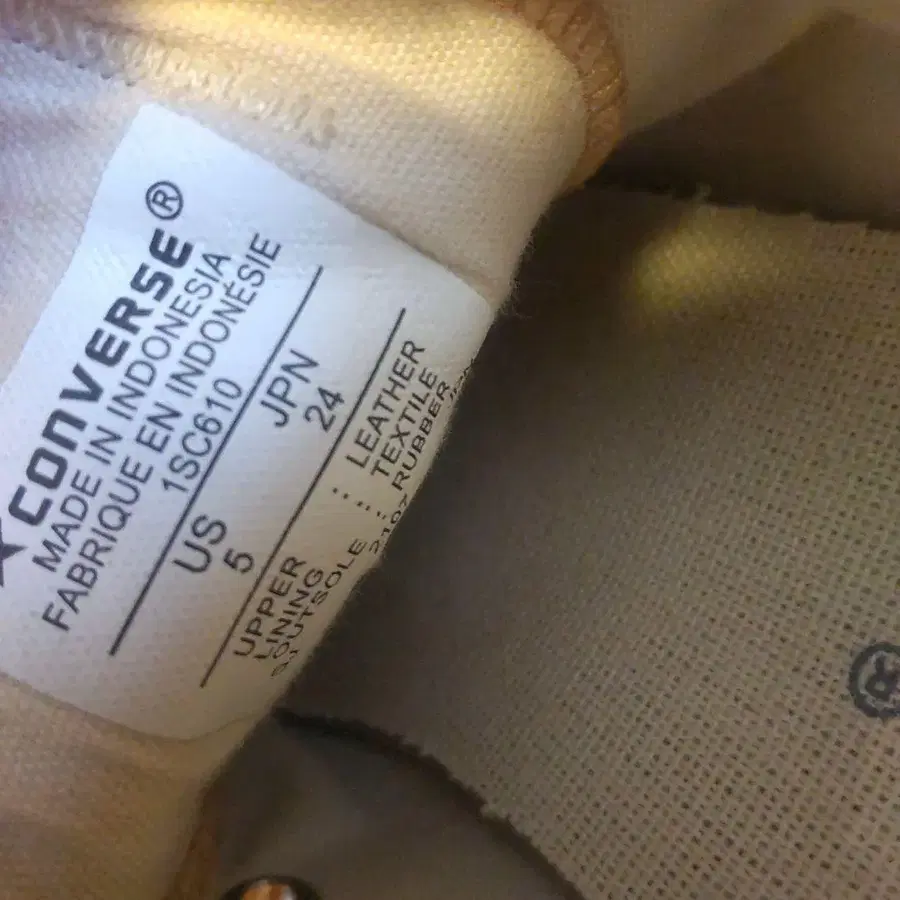 CONVERSE®
MADE IN INDONESIA
FABRIQUE EN INDONÉSIE
1SC610
US JPN
5 24
UPPER : LEATHER
LINING : TEXTILE
OUTSOLE : RUBBER
®